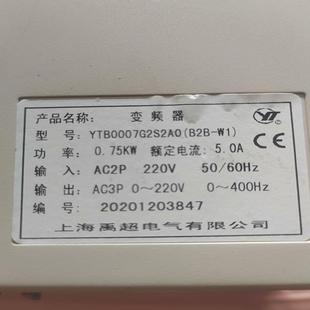 产品名称： 变频器
型 号： YTB0007G2S2A0(B2B-W1)
功 率： 0.75KW 额定电流：5.0A
输 入： AC2P 220V 50/60Hz
输 出： AC3P 0～220V 0～400Hz
编 号： 20201203847
上海禹超电气有限公司
YT
CE